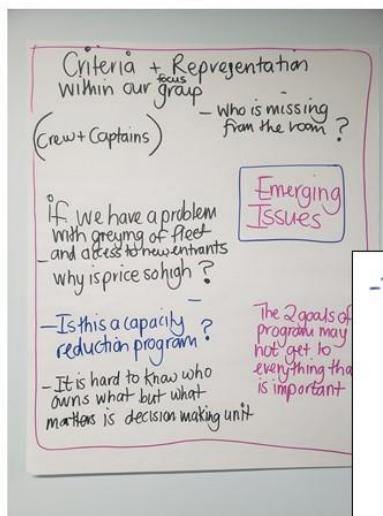 Criteria + Representation
within our focus group
(Crew + Captains)
- Who is missing
from the room?
Emerging
Issues
if we have a problem
with greying of fleet
- and access to new entrants
why is price so high?
- Is this a capacity
reduction program?
- It is hard to know who
owns what but what
matters is decision making unit
The 2 goals of
program may
not get to
everything tha
is important